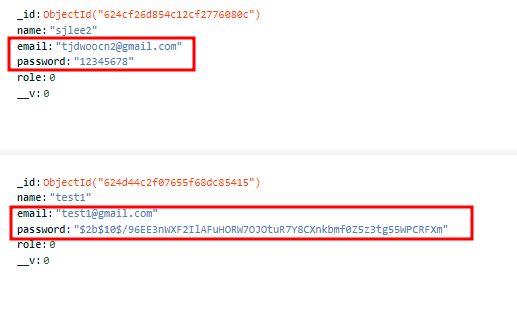 _id: ObjectId("624cf26d854c12cf2776080c")
name: "sjlee2"
email: "tjdwoocn2@gmail.com"
password: "12345678"
role: 0
__v: 0
_id: ObjectId("624d44c2f07655f68dc85415")
name: "test1"
email: "test1@gmail.com"
password: "$2b$10$/96EE3nWXF2IlAFuHORW7OJOtuR7Y8CXnkbmf0Z5z3tg55WPCRFXm"
role: 0
__v: 0